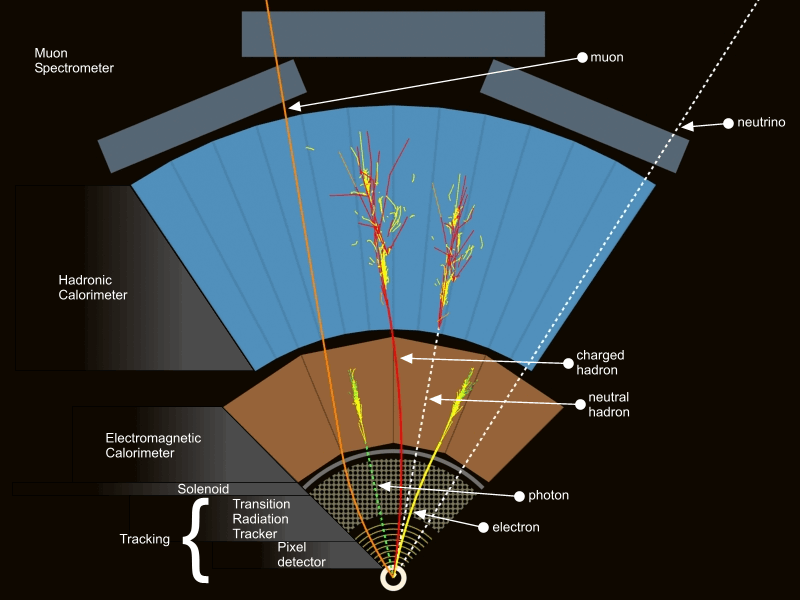 Muon
Spectrometer
muon
neutrino
Hadronic
Calorimeter
charged
hadron
neutral
hadron
Electromagnetic
Calorimeter
Solenoid
photon
Transition
Radiation
Tracker
electron
Tracking
Pixel
detector